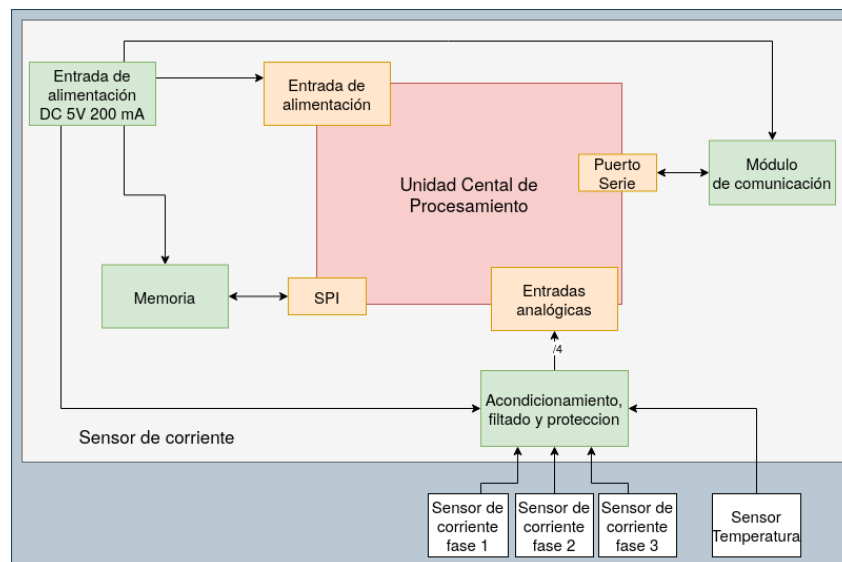 Entrada de
alimentación
DC 5V 200 mA
Entrada de
alimentación
Unidad Cental de
Procesamiento
Puerto
Serie
Módulo
de comunicación
Memoria
SPI
Entradas
analógicas
/4
Acondicionamiento,
filtado y proteccion
Sensor de corriente
Sensor de
corriente
fase 1
Sensor de
corriente
fase 2
Sensor de
corriente
fase 3
Sensor
Temperatura